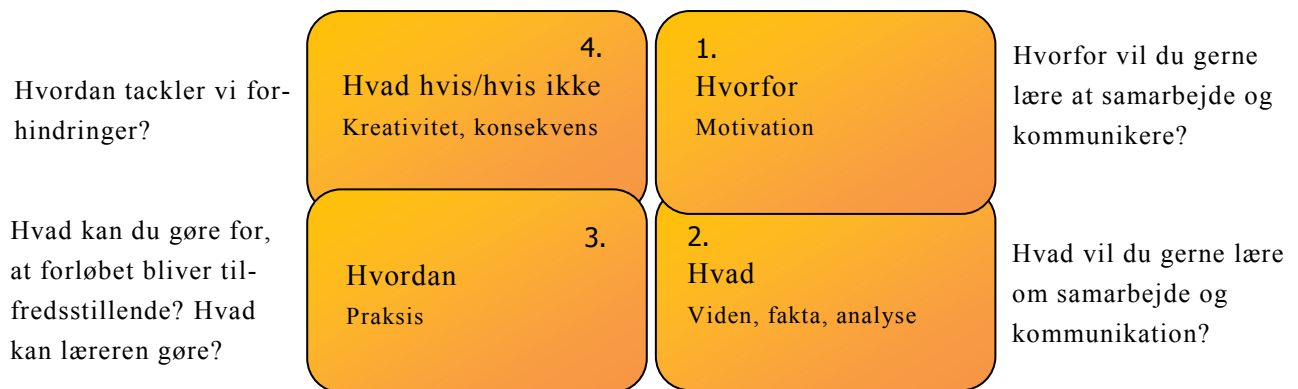 4.
Hvad hvis/hvis ikke
Kreativitet, konsekvens
1.
Hvorfor
Motivation
Hvordan tackler vi for-
hindringer?
Hvorfor vil du gerne
lære at samarbejde og
kommunikere?
3.
Hvordan
Praksis
2.
Hvad
Viden, fakta, analyse
Hvad kan du gøre for,
at forløbet bliver til-
fredsstillende? Hvad
kan læreren gøre?
Hvad vil du gerne lære
om samarbejde og
kommunikation?